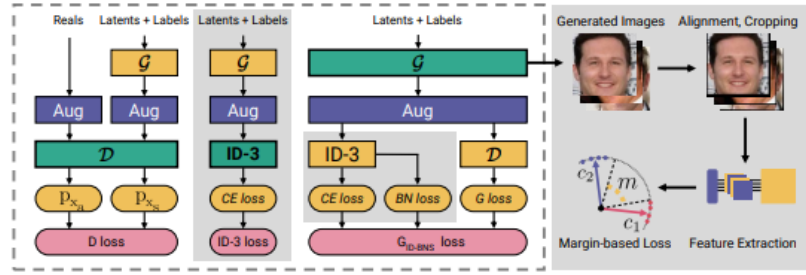 Reals
Latents + Labels
Latents + Labels
Latents + Labels
Generated Images
Alignment, Cropping
𝒢
𝒢
𝒢
Aug
Aug
Aug
Aug
𝒟
ID-3
ID-3
𝒟
p_{x_a}
p_{x_s}
CE loss
CE loss
BN loss
G loss
D loss
ID-3 loss
G_{ID-BNS} loss
c_2
m
c_1
Margin-based Loss
Feature Extraction